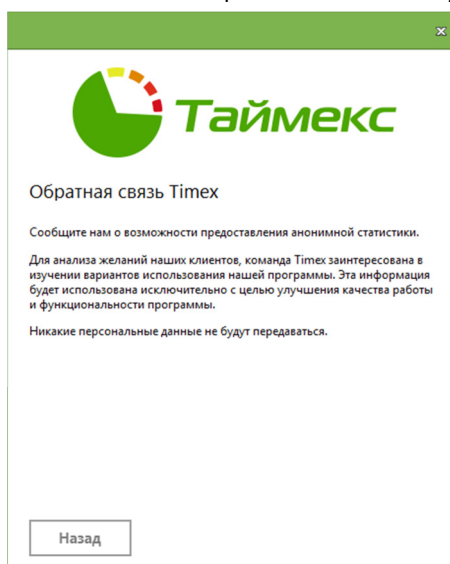 Таймекс
Обратная связь Timex
Сообщите нам о возможности предоставления анонимной статистики.
Для анализа желаний наших клиентов, команда Timex заинтересована в
изучении вариантов использования нашей программы. Эта информация
будет использована исключительно с целью улучшения качества работы
и функциональности программы.
Никакие персональные данные не будут передаваться.
Назад